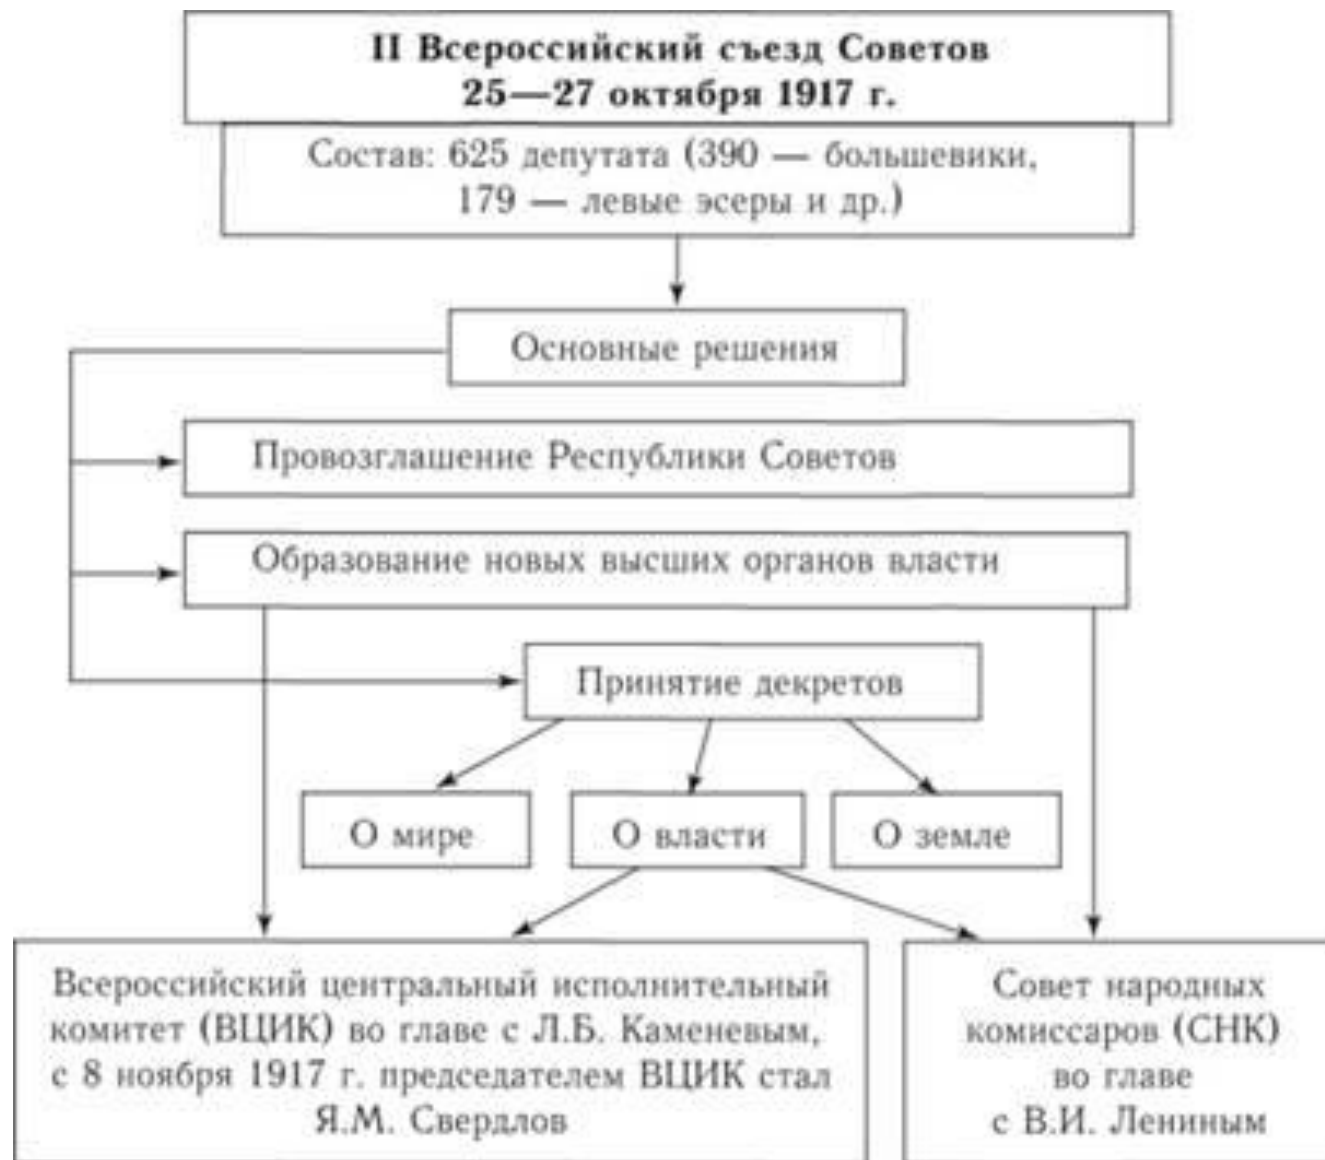 II Всероссийский съезд Советов
25—27 октября 1917 г.
Состав: 625 депутата (390 — большевики,
179 — левые эсеры и др.)
Основные решения
Провозглашение Республики Советов
Образование новых высших органов власти
Принятие декретов
О мире
О власти
О земле
Всероссийский центральный исполнительный
комитет (ВЦИК) во главе с Л.Б. Каменевым,
с 8 ноября 1917 г. председателем ВЦИК стал
Я.М. Свердлов
Совет народных
комиссаров (СНК)
во главе
с В.И. Лениным